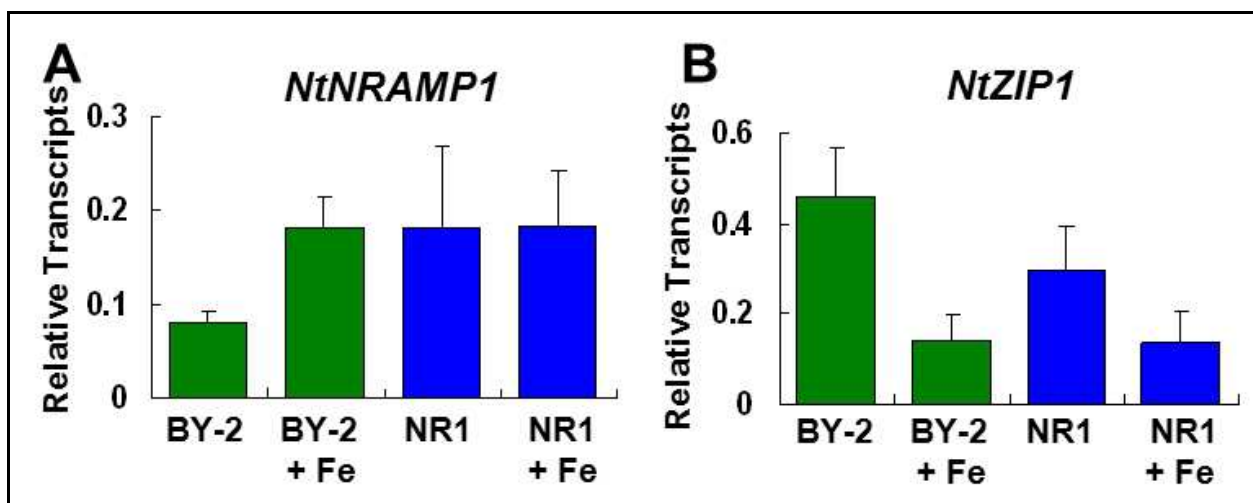 A
NtNRAMP1
Relative Transcripts
0.3
0.2
0.1
0
BY-2
BY-2
+ Fe
NR1
NR1
+ Fe
B
NtZIP1
Relative Transcripts
0.6
0.4
0.2
0
BY-2
BY-2
+ Fe
NR1
NR1
+ Fe